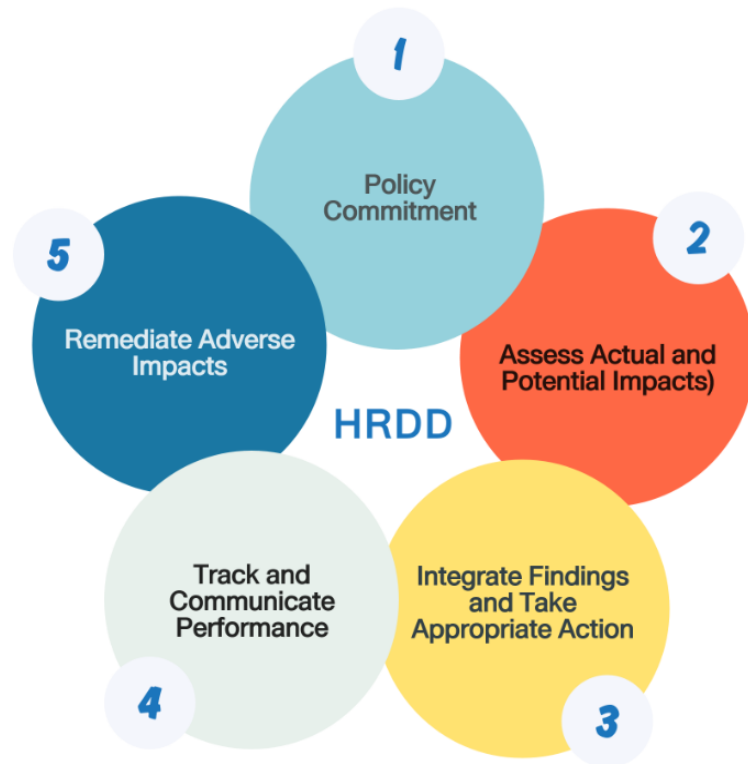 1
Policy
Commitment
2
Assess Actual and
Potential Impacts)
3
Integrate Findings
and Take
Appropriate Action
4
Track and
Communicate
Performance
5
Remediate Adverse
Impacts
HRDD